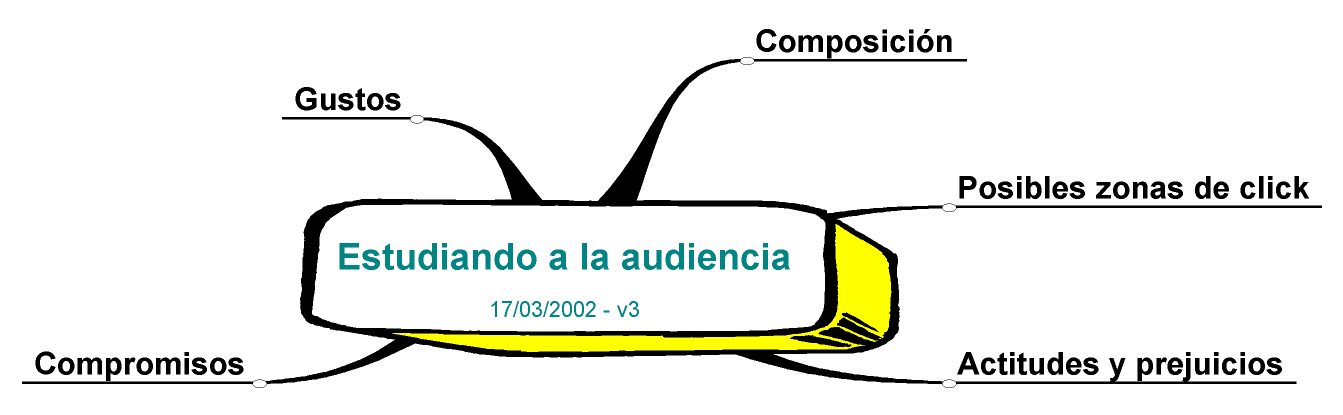 Composición
Gustos
Posibles zonas de click
Estudiando a la audiencia
17/03/2002 - v3
Compromisos
Actitudes y prejuicios